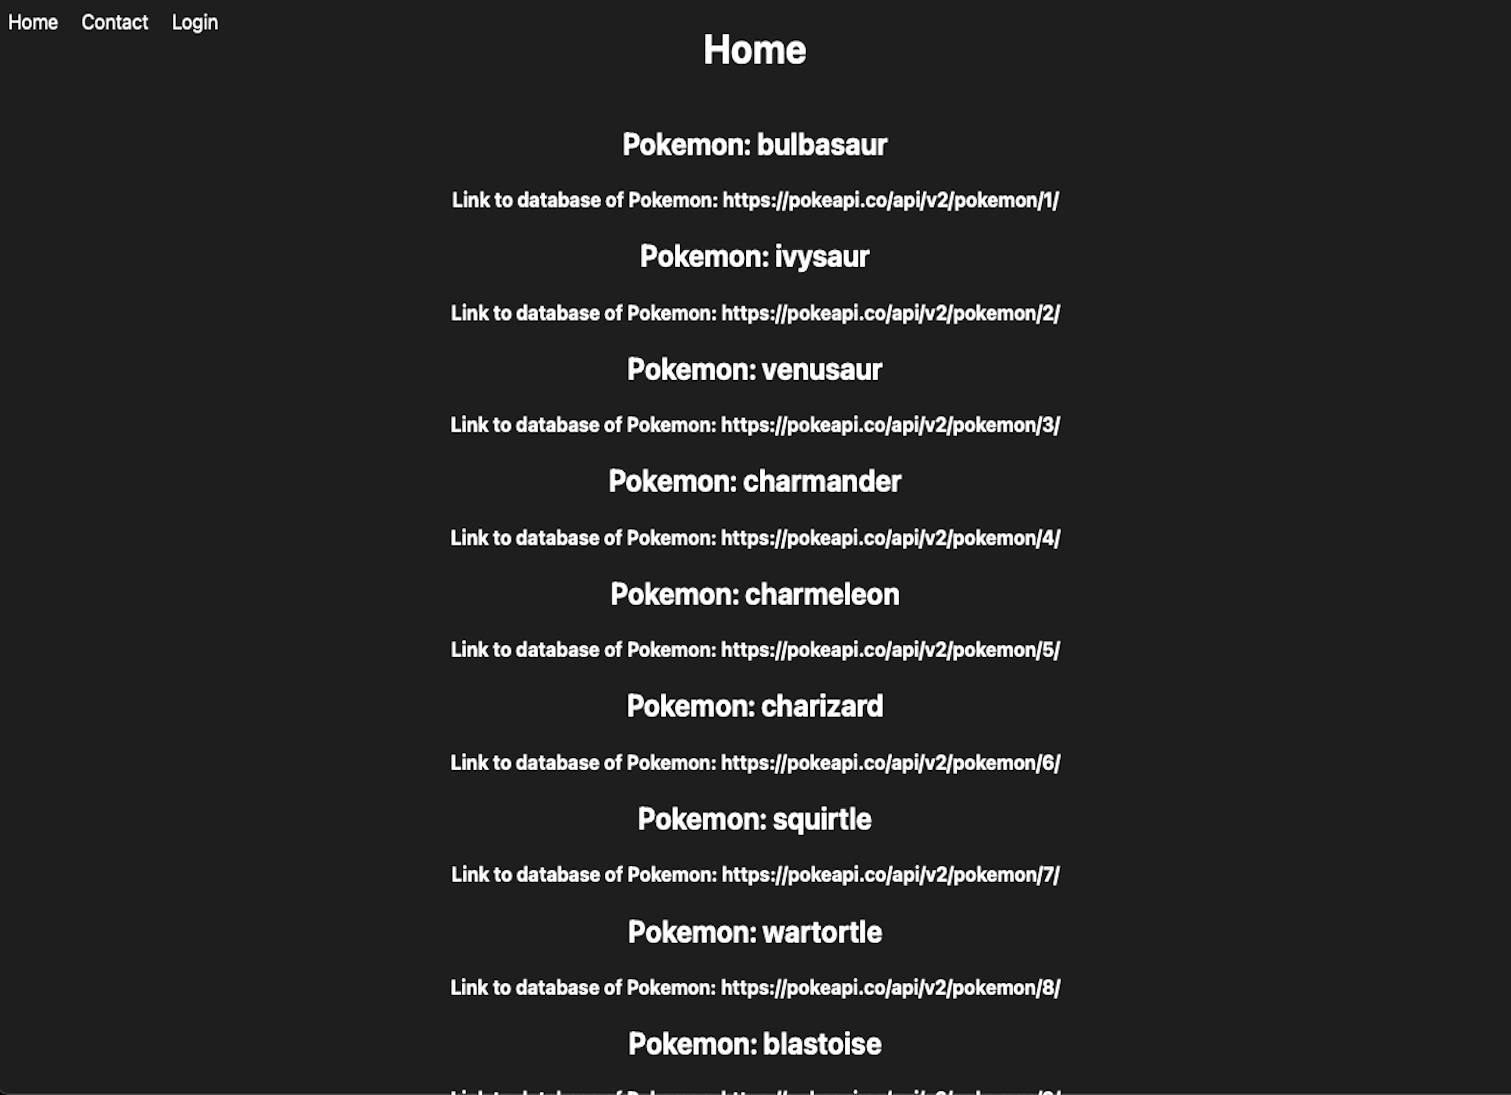 Home Contact Login
Home
Pokemon: bulbasaur
Link to database of Pokemon: https://pokeapi.co/api/v2/pokemon/1/
Pokemon: ivysaur
Link to database of Pokemon: https://pokeapi.co/api/v2/pokemon/2/
Pokemon: venusaur
Link to database of Pokemon: https://pokeapi.co/api/v2/pokemon/3/
Pokemon: charmander
Link to database of Pokemon: https://pokeapi.co/api/v2/pokemon/4/
Pokemon: charmeleon
Link to database of Pokemon: https://pokeapi.co/api/v2/pokemon/5/
Pokemon: charizard
Link to database of Pokemon: https://pokeapi.co/api/v2/pokemon/6/
Pokemon: squirtle
Link to database of Pokemon: https://pokeapi.co/api/v2/pokemon/7/
Pokemon: wartortle
Link to database of Pokemon: https://pokeapi.co/api/v2/pokemon/8/
Pokemon: blastoise